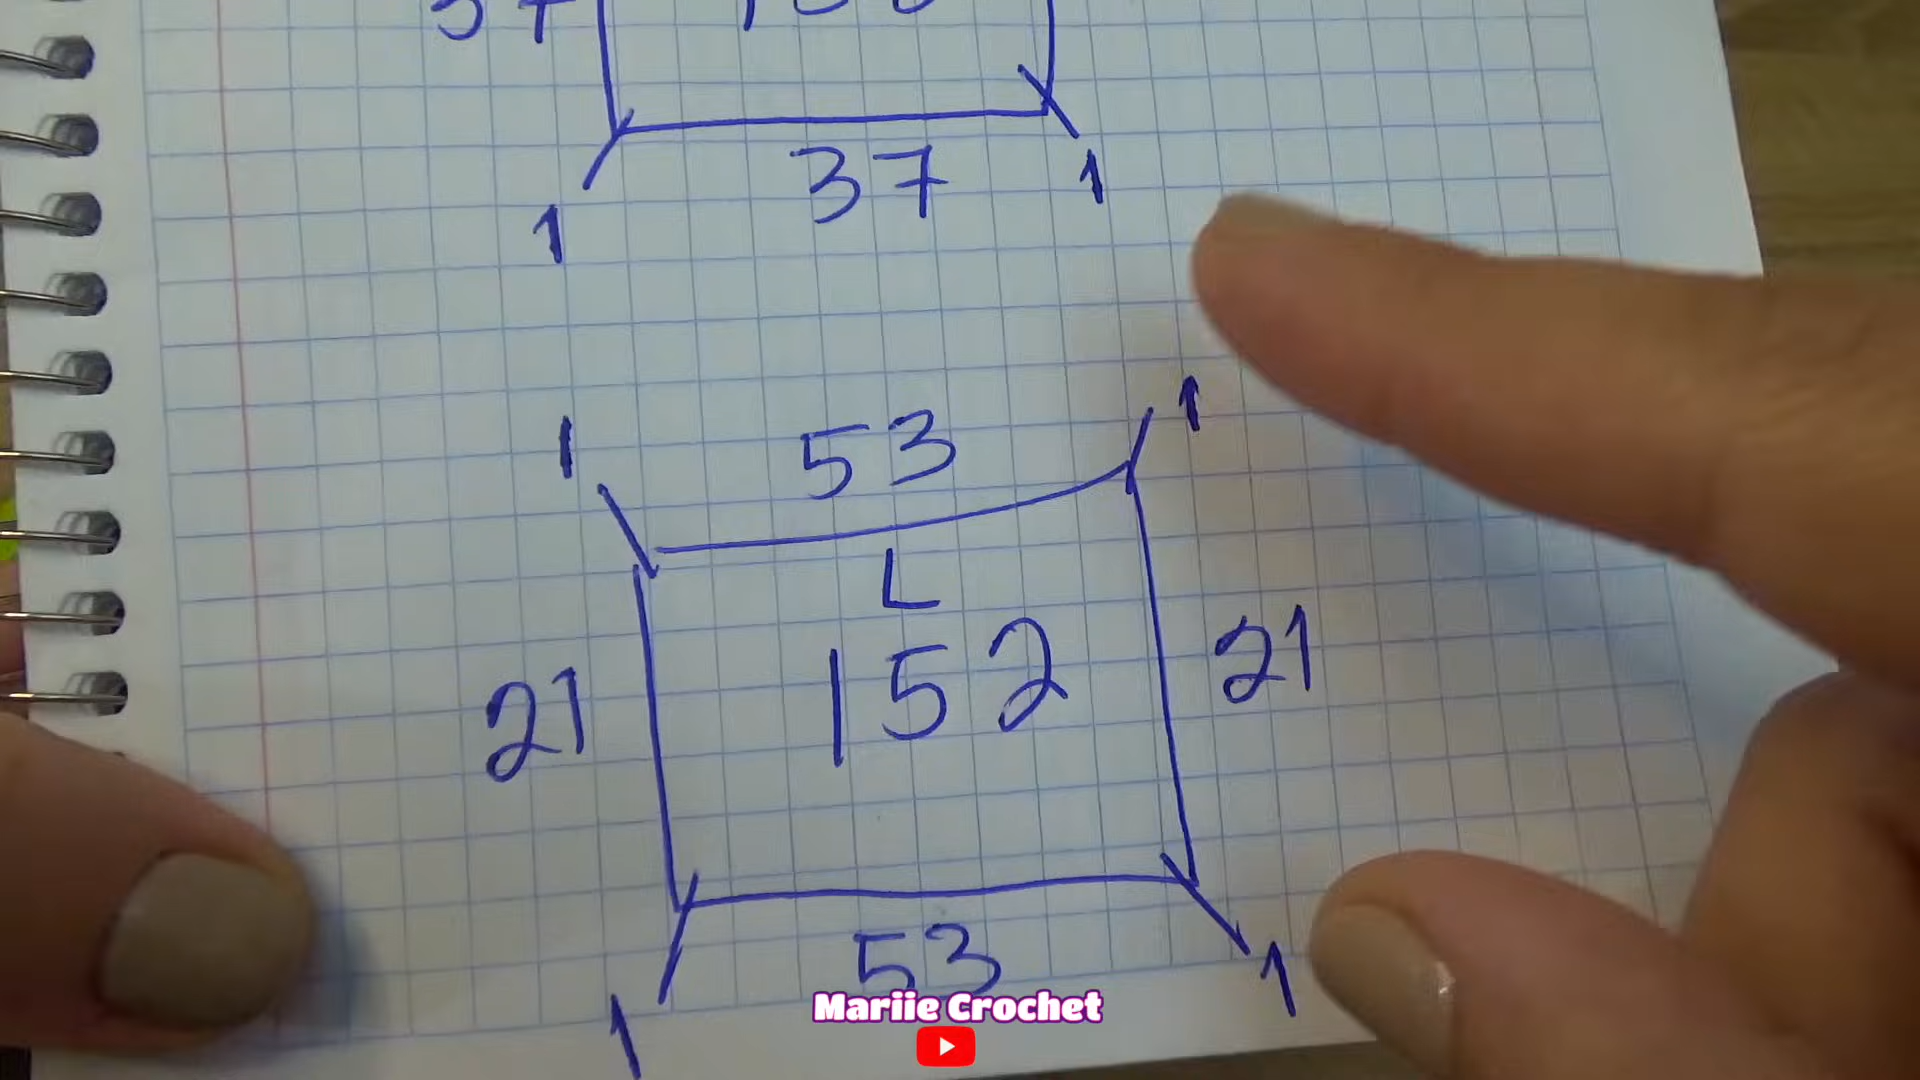 1 37 1
1 53 1
L
21 152 21
53
1 1
Mariie Crochet